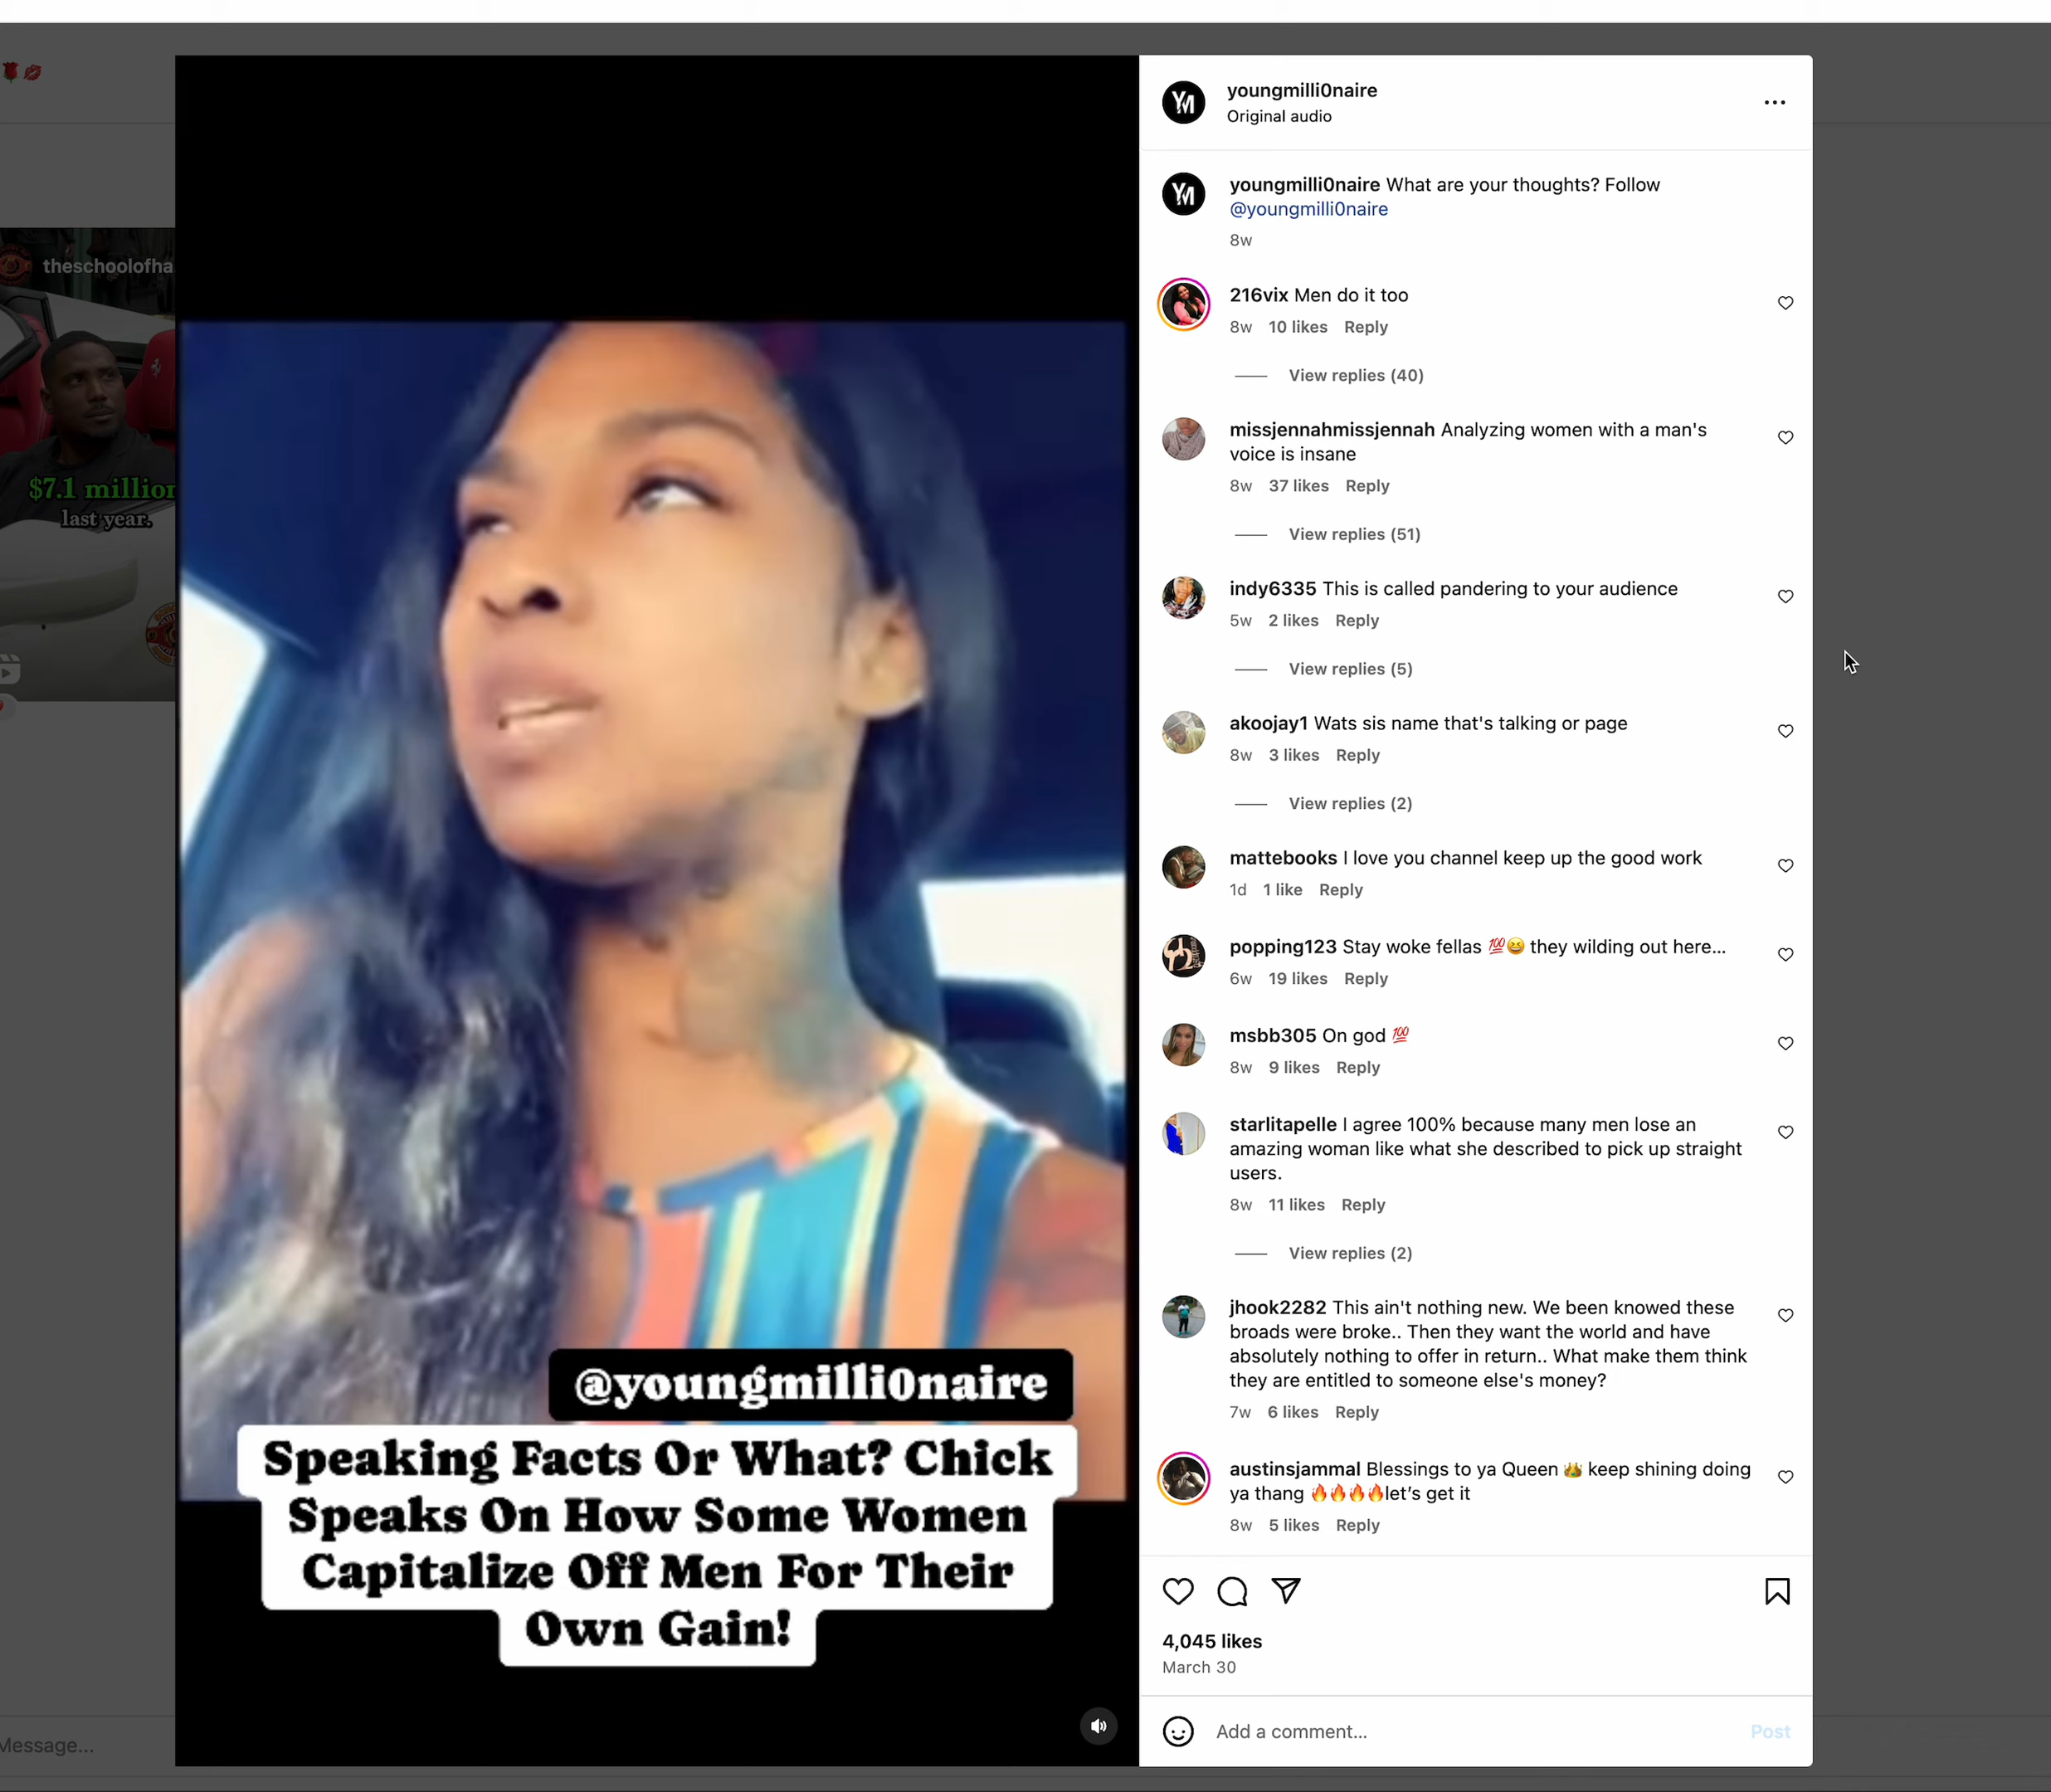 theschoolofha
$7.1 million
last year.
Message...
@youngmilli0naire
Speaking Facts Or What? Chick
Speaks On How Some Women
Capitalize Off Men For Their
Own Gain!
YM
youngmilli0naire
Original audio
YM
youngmilli0naire What are your thoughts? Follow
@youngmilli0naire
8w
216vix Men do it too
8w 10 likes Reply
View replies (40)
missjennahmissjennah Analyzing women with a man's
voice is insane
8w 37 likes Reply
View replies (51)
indy6335 This is called pandering to your audience
5w 2 likes Reply
View replies (5)
akoojay1 Wats sis name that's talking or page
8w 3 likes Reply
View replies (2)
mattebooks I love you channel keep up the good work
1d 1 like Reply
popping123 Stay woke fellas 💯😆 they wilding out here...
6w 19 likes Reply
msbb305 On god 💯
8w 9 likes Reply
starlitapelle I agree 100% because many men lose an
amazing woman like what she described to pick up straight
users.
8w 11 likes Reply
View replies (2)
jhook2282 This ain't nothing new. We been knowed these
broads were broke.. Then they want the world and have
absolutely nothing to offer in return.. What make them think
they are entitled to someone else's money?
7w 6 likes Reply
austinsjammal Blessings to ya Queen 👑 keep shining doing
ya thang 🔥🔥🔥🔥let’s get it
8w 5 likes Reply
4,045 likes
March 30
Add a comment...
Post